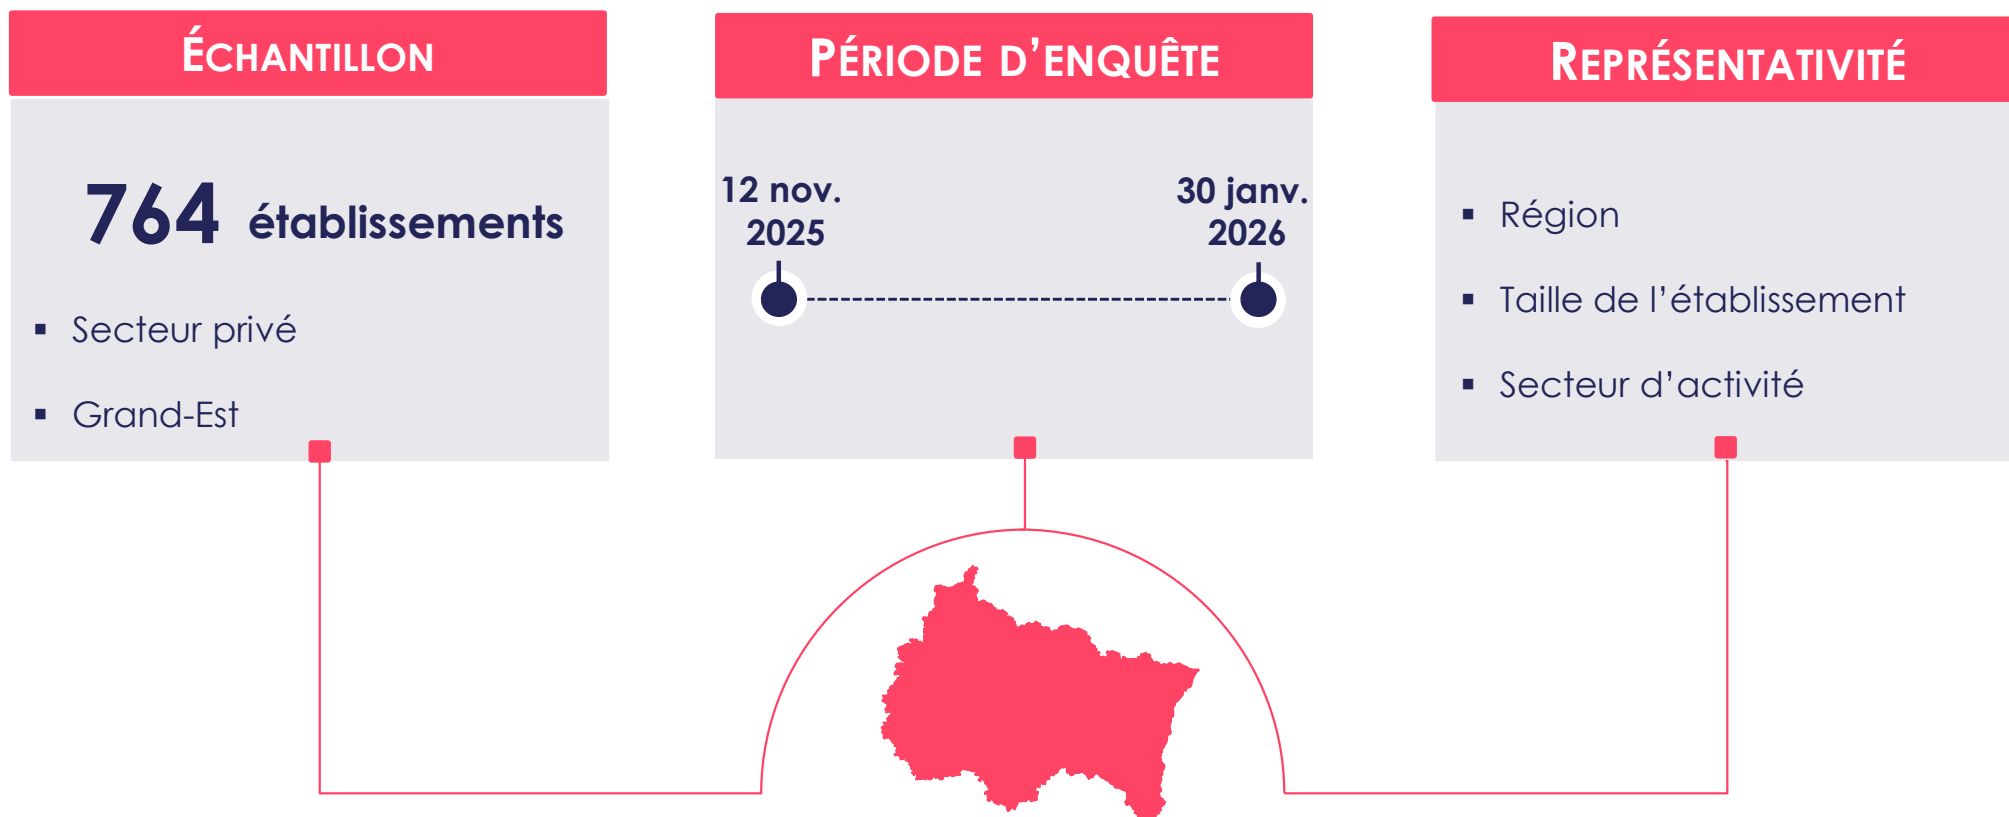 ÉCHANTILLON
764 établissements
▪ Secteur privé
▪ Grand-Est
PÉRIODE D’ENQUÊTE
12 nov.
2025
30 janv.
2026
REPRÉSENTATIVITÉ
▪ Région
▪ Taille de l’établissement
▪ Secteur d’activité